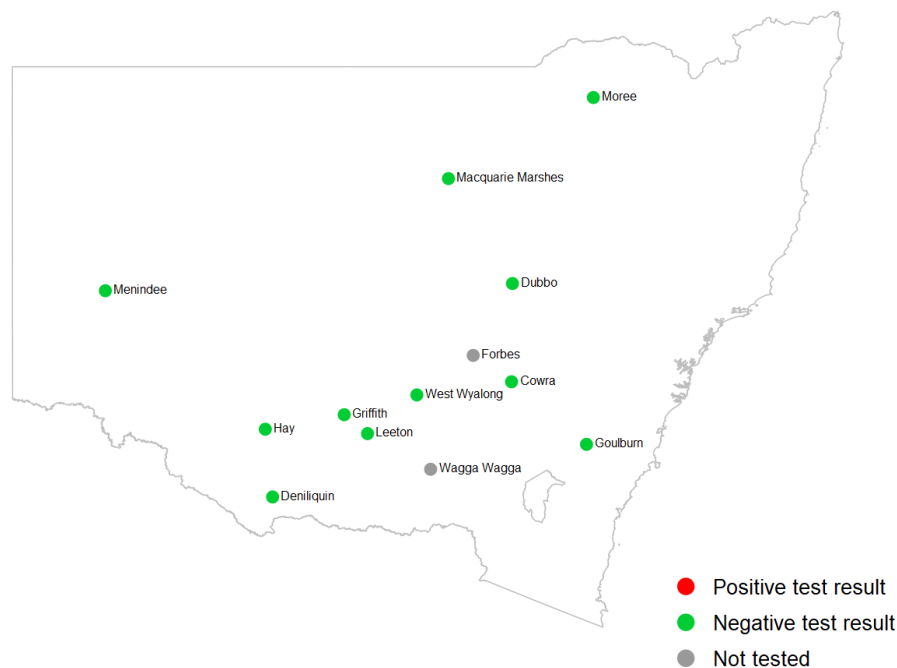 Moree
Macquarie Marshes
Dubbo
Menindee
Forbes
Cowra
West Wyalong
Griffith
Hay
Leeton
Goulburn
Wagga Wagga
Deniliquin
Positive test result
Negative test result
Not tested